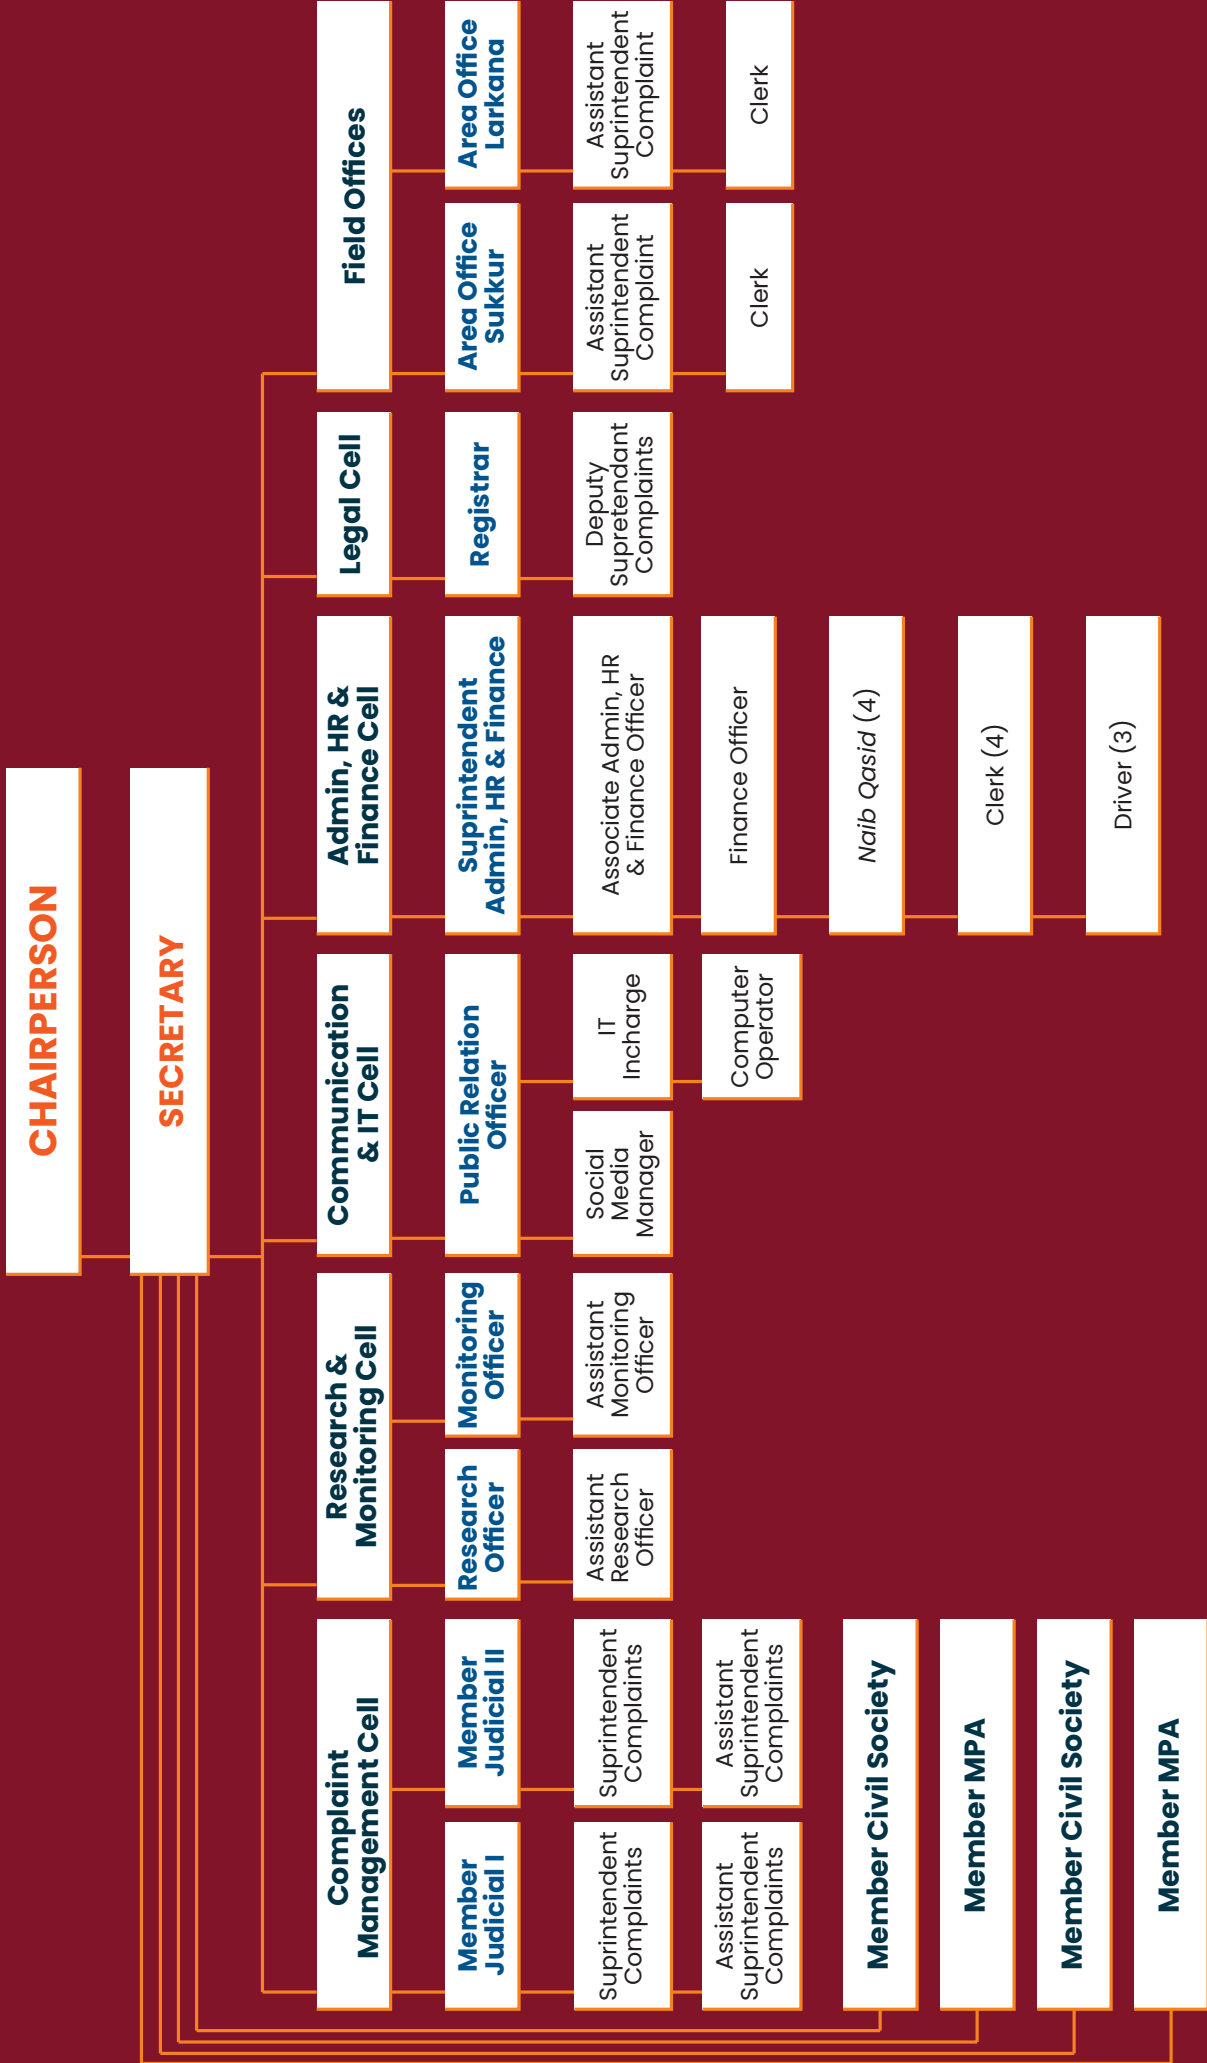 CHAIRPERSON
SECRETARY
Complaint
Management Cell
Member
Judicial I
Suprintendent
Complaints
Assistant
Suprintendent
Complaints
Member
Judicial II
Suprintendent
Complaints
Assistant
Suprintendent
Complaints
Member Civil Society
Member MPA
Member Civil Society
Member MPA
Research &
Monitoring Cell
Research
Officer
Assistant
Research
Officer
Monitoring
Officer
Assistant
Monitoring
Officer
Communication
& IT Cell
Public Relation
Officer
Social
Media
Manager
IT
Incharge
Computer
Operator
Admin, HR &
Finance Cell
Suprintendent
Admin, HR & Finance
Associate Admin, HR
& Finance Officer
Finance Officer
Naib Qasid (4)
Clerk (4)
Driver (3)
Legal Cell
Registrar
Deputy
Supretendant
Complaints
Field Offices
Area Office
Sukkur
Assistant
Suprintendent
Complaint
Clerk
Area Office
Larkana
Assistant
Suprintendent
Complaint
Clerk